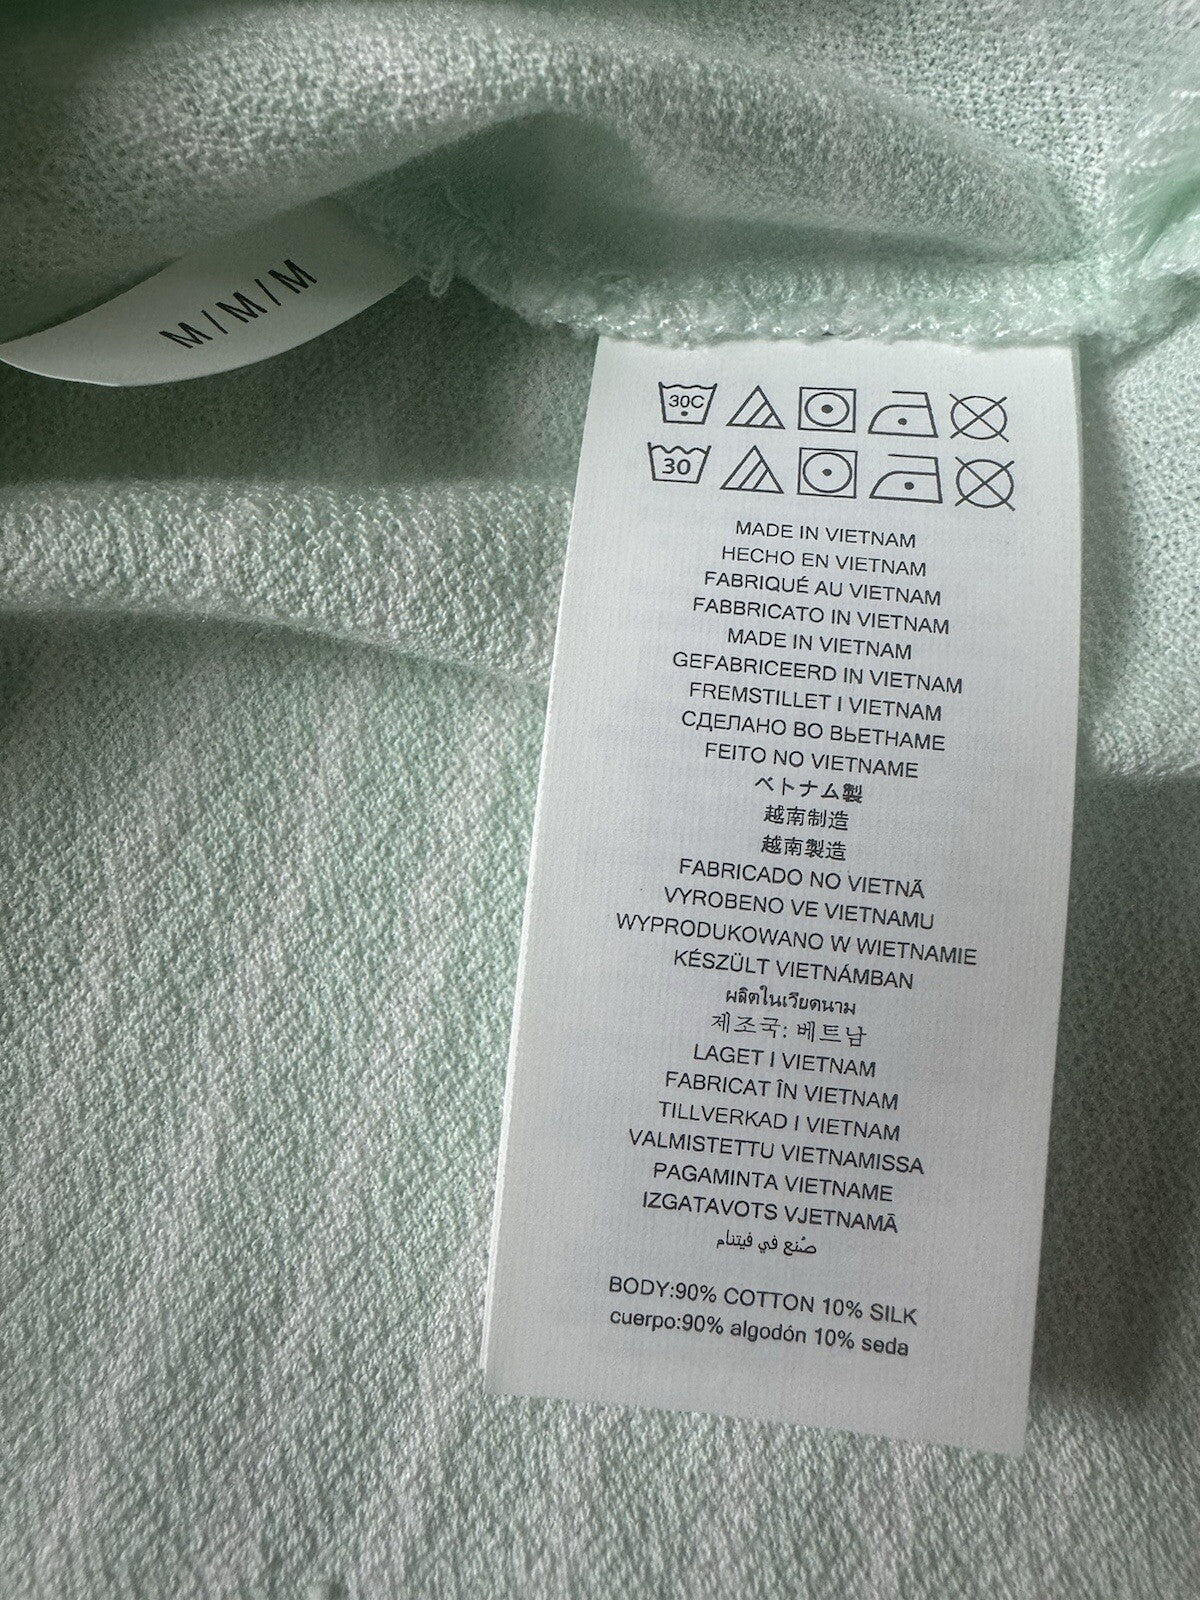 M / M / M
30C
30
MADE IN VIETNAM
HECHO EN VIETNAM
FABRIQUÉ AU VIETNAM
FABBRICATO IN VIETNAM
MADE IN VIETNAM
GEFABRICEERD IN VIETNAM
FREMSTILLET I VIETNAM
СДЕЛАНО ВО ВЬЕТНАМЕ
FEITO NO VIETNAME
ベトナム製
越南制造
越南製造
FABRICADO NO VIETNÃ
VYROBENO VE VIETNAMU
WYPRODUKOWANO W WIETNAMIE
KÉSZÜLT VIETNÁMBAN
ผลิตในเวียดนาม
제조국: 베트남
LAGET I VIETNAM
FABRICAT ÎN VIETNAM
TILLVERKAD I VIETNAM
VALMISTETTU VIETNAMISSA
PAGAMINTA VIETNAME
IZGATAVOTS VJETNAMĀ
صُنع في فيتنام
BODY:90% COTTON 10% SILK
cuerpo:90% algodón 10% seda